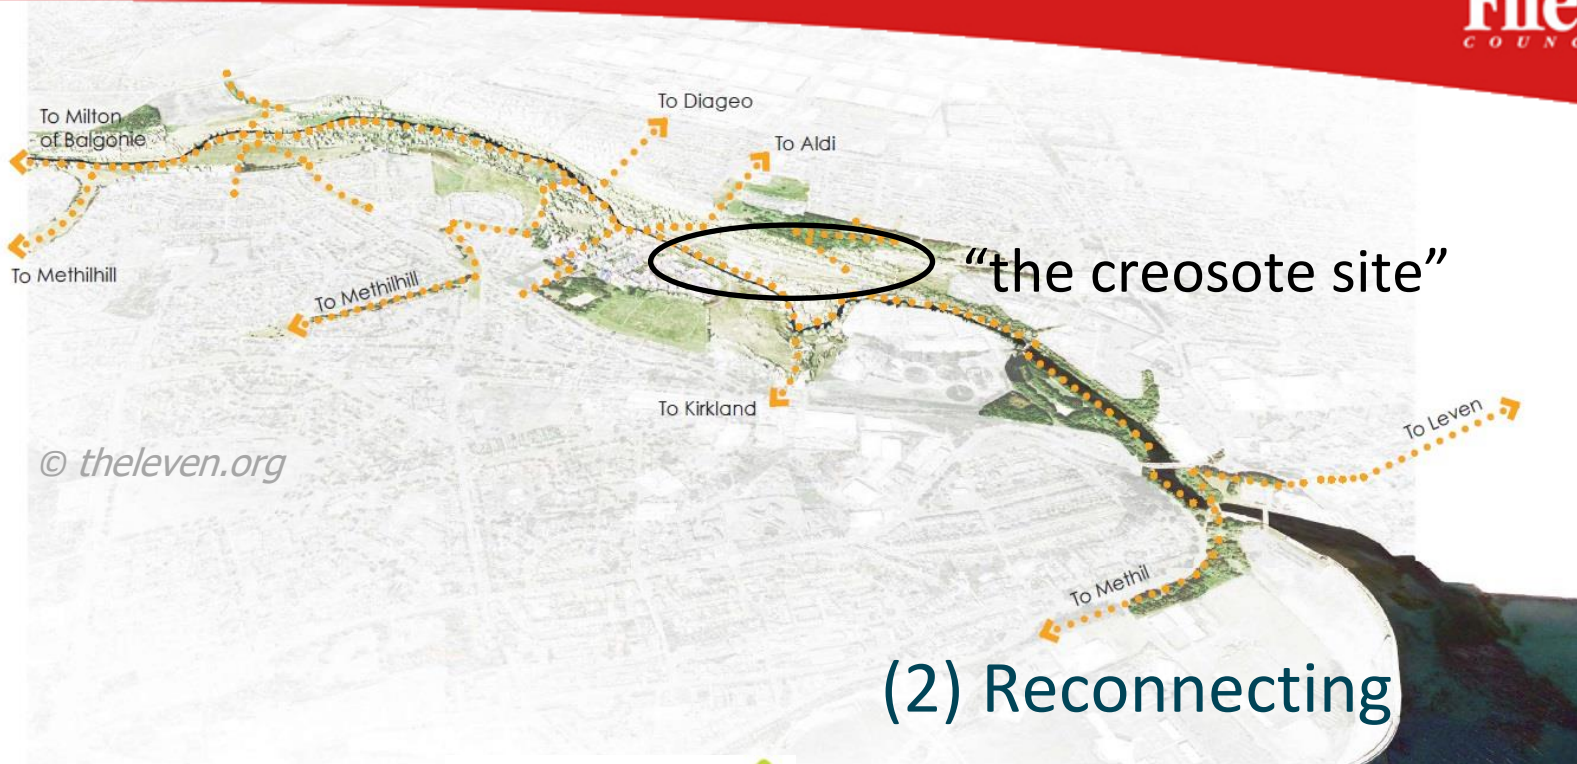 COUNC
To Milton
of Balgonie
To Diageo
To Aldi
To Methilhill
To Methilhill
“the creosote site”
To Kirkland
To Leven
© theleven.org
To Methil
(2) Reconnecting